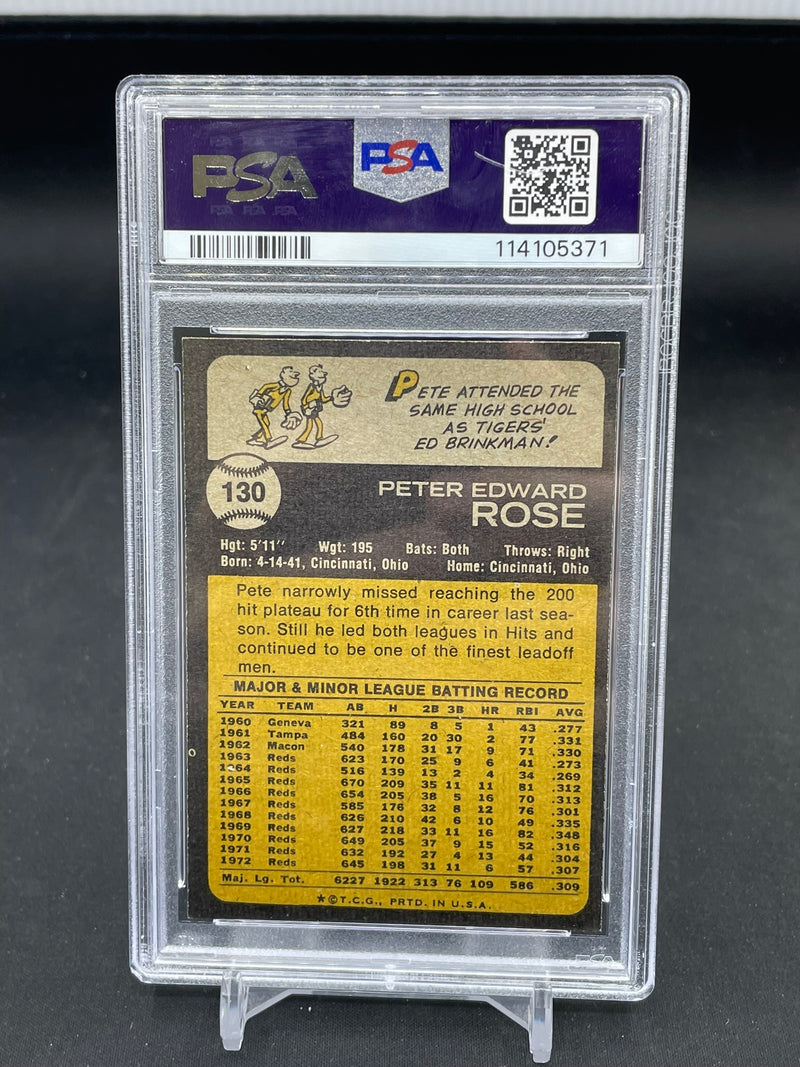 PSA PSA
PSA PSA PSA
114105371
PETE ATTENDED THE
SAME HIGH SCHOOL
AS TIGERS'
ED BRINKMAN!
130
PETER EDWARD
ROSE
Hgt: 5'11" Wgt: 195 Bats: Both Throws: Right
Born: 4-14-41, Cincinnati, Ohio Home: Cincinnati, Ohio
Pete narrowly missed reaching the 200
hit plateau for 6th time in career last sea-
son. Still he led both leagues in Hits and
continued to be one of the finest leadoff
men.
MAJOR & MINOR LEAGUE BATTING RECORD
YEAR TEAM AB H 2B 3B HR RBI AVG
1960 Geneva 321 89 8 5 1 43 .277
1961 Tampa 484 160 20 30 2 77 .331
1962 Macon 540 178 31 17 9 71 .330
1963 Reds 623 170 25 9 6 41 .273
1964 Reds 516 139 13 2 4 34 .269
1965 Reds 670 209 35 11 11 81 .312
1966 Reds 654 205 38 5 16 70 .313
1967 Reds 585 176 32 8 12 76 .301
1968 Reds 626 210 42 6 10 49 .335
1969 Reds 627 218 33 11 16 82 .348
1970 Reds 649 205 37 9 15 52 .316
1971 Reds 632 192 27 4 13 44 .304
1972 Reds 645 198 31 11 6 57 .307
Maj. Lg. Tot. 6227 1922 313 76 109 586 .309
★©T.C.G., PRTD. IN U.S.A.
PSA